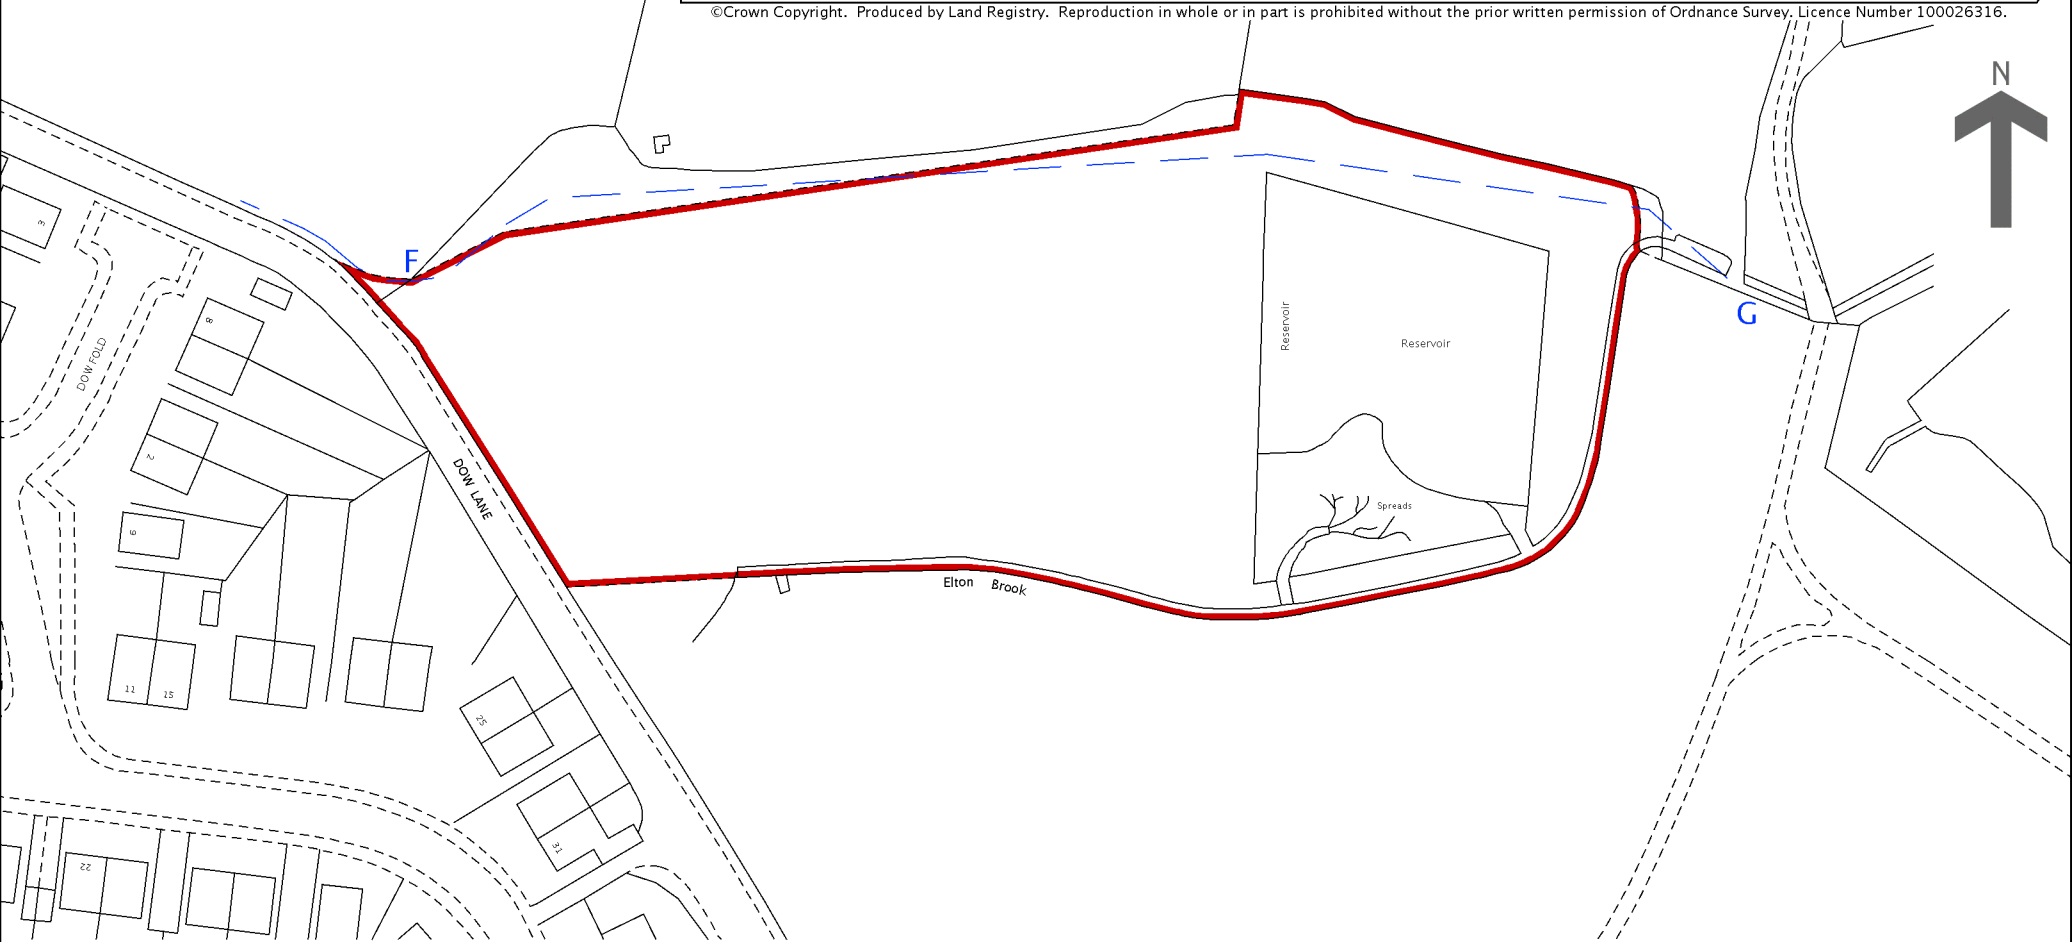 ©Crown Copyright. Produced by Land Registry. Reproduction in whole or in part is prohibited without the prior written permission of Ordnance Survey. Licence Number 100026316.
N
3
F
8
G
DOW FOLD
Reservoir
Reservoir
2
DOW LANE
Spreads
9
Elton Brook
11
15
25
31
22